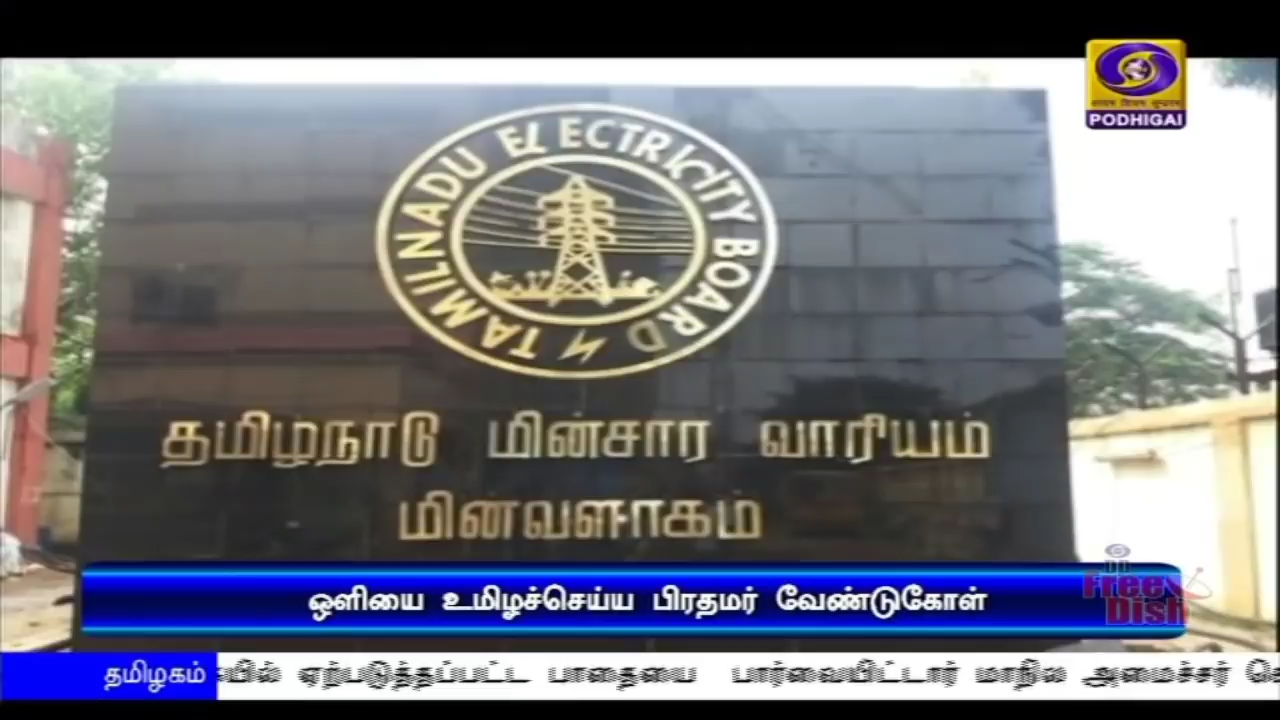 PODHIGAI
TAMILNADU ELECTRICITY BOARD
தமிழ்நாடு மின்சார வாரியம்
மின்வளாகம்
ஒளியை உமிழச்செய்ய பிரதமர் வேண்டுகோள்
Free Dish
தமிழகம் ஏற்படுத்தப்பட்ட பாதையை பார்வையிட்டார் மாநில அமைச்சர்